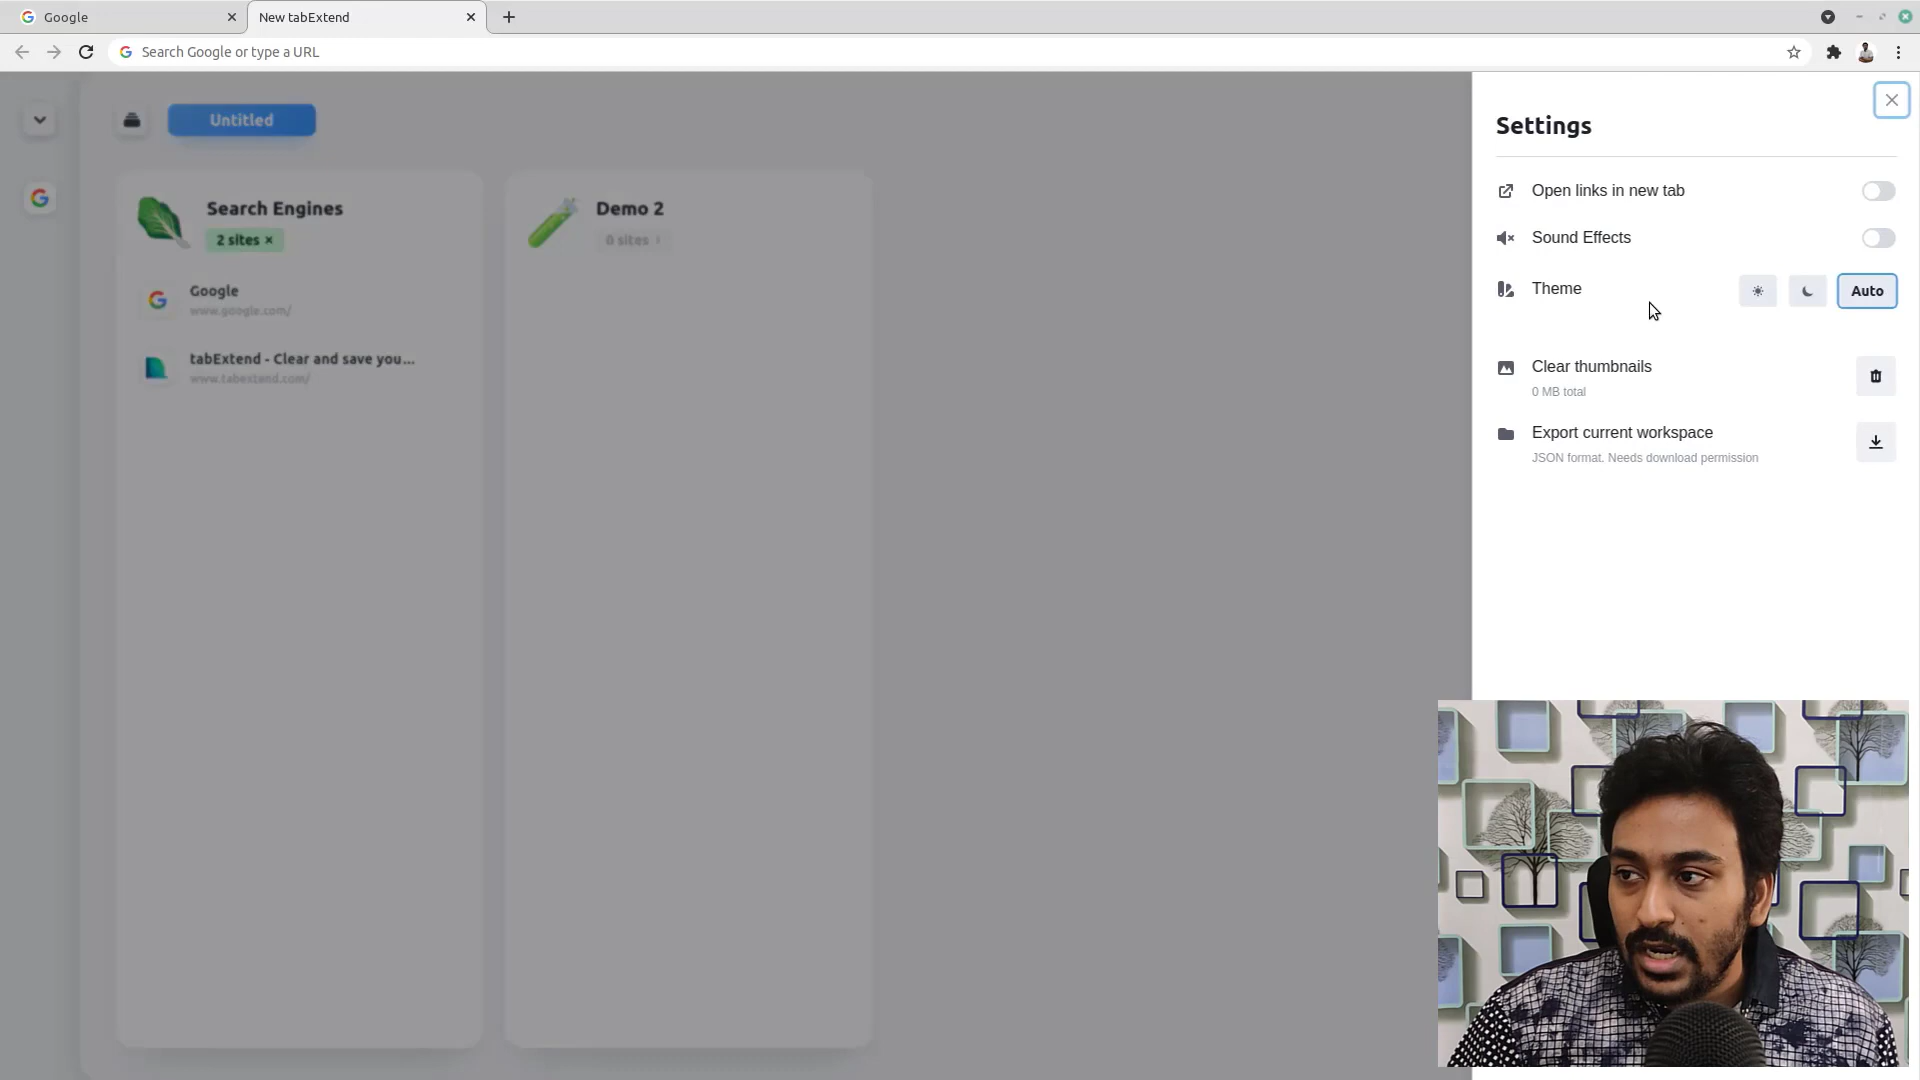 Google
New tabExtend
Search Google or type a URL
Untitled
Search Engines
2 sites
Google
www.google.com/
tabExtend - Clear and save you...
www.tabextend.com/
Demo 2
0 sites
Settings
Open links in new tab
Sound Effects
Theme
Auto
Clear thumbnails
0 MB total
Export current workspace
JSON format. Needs download permission